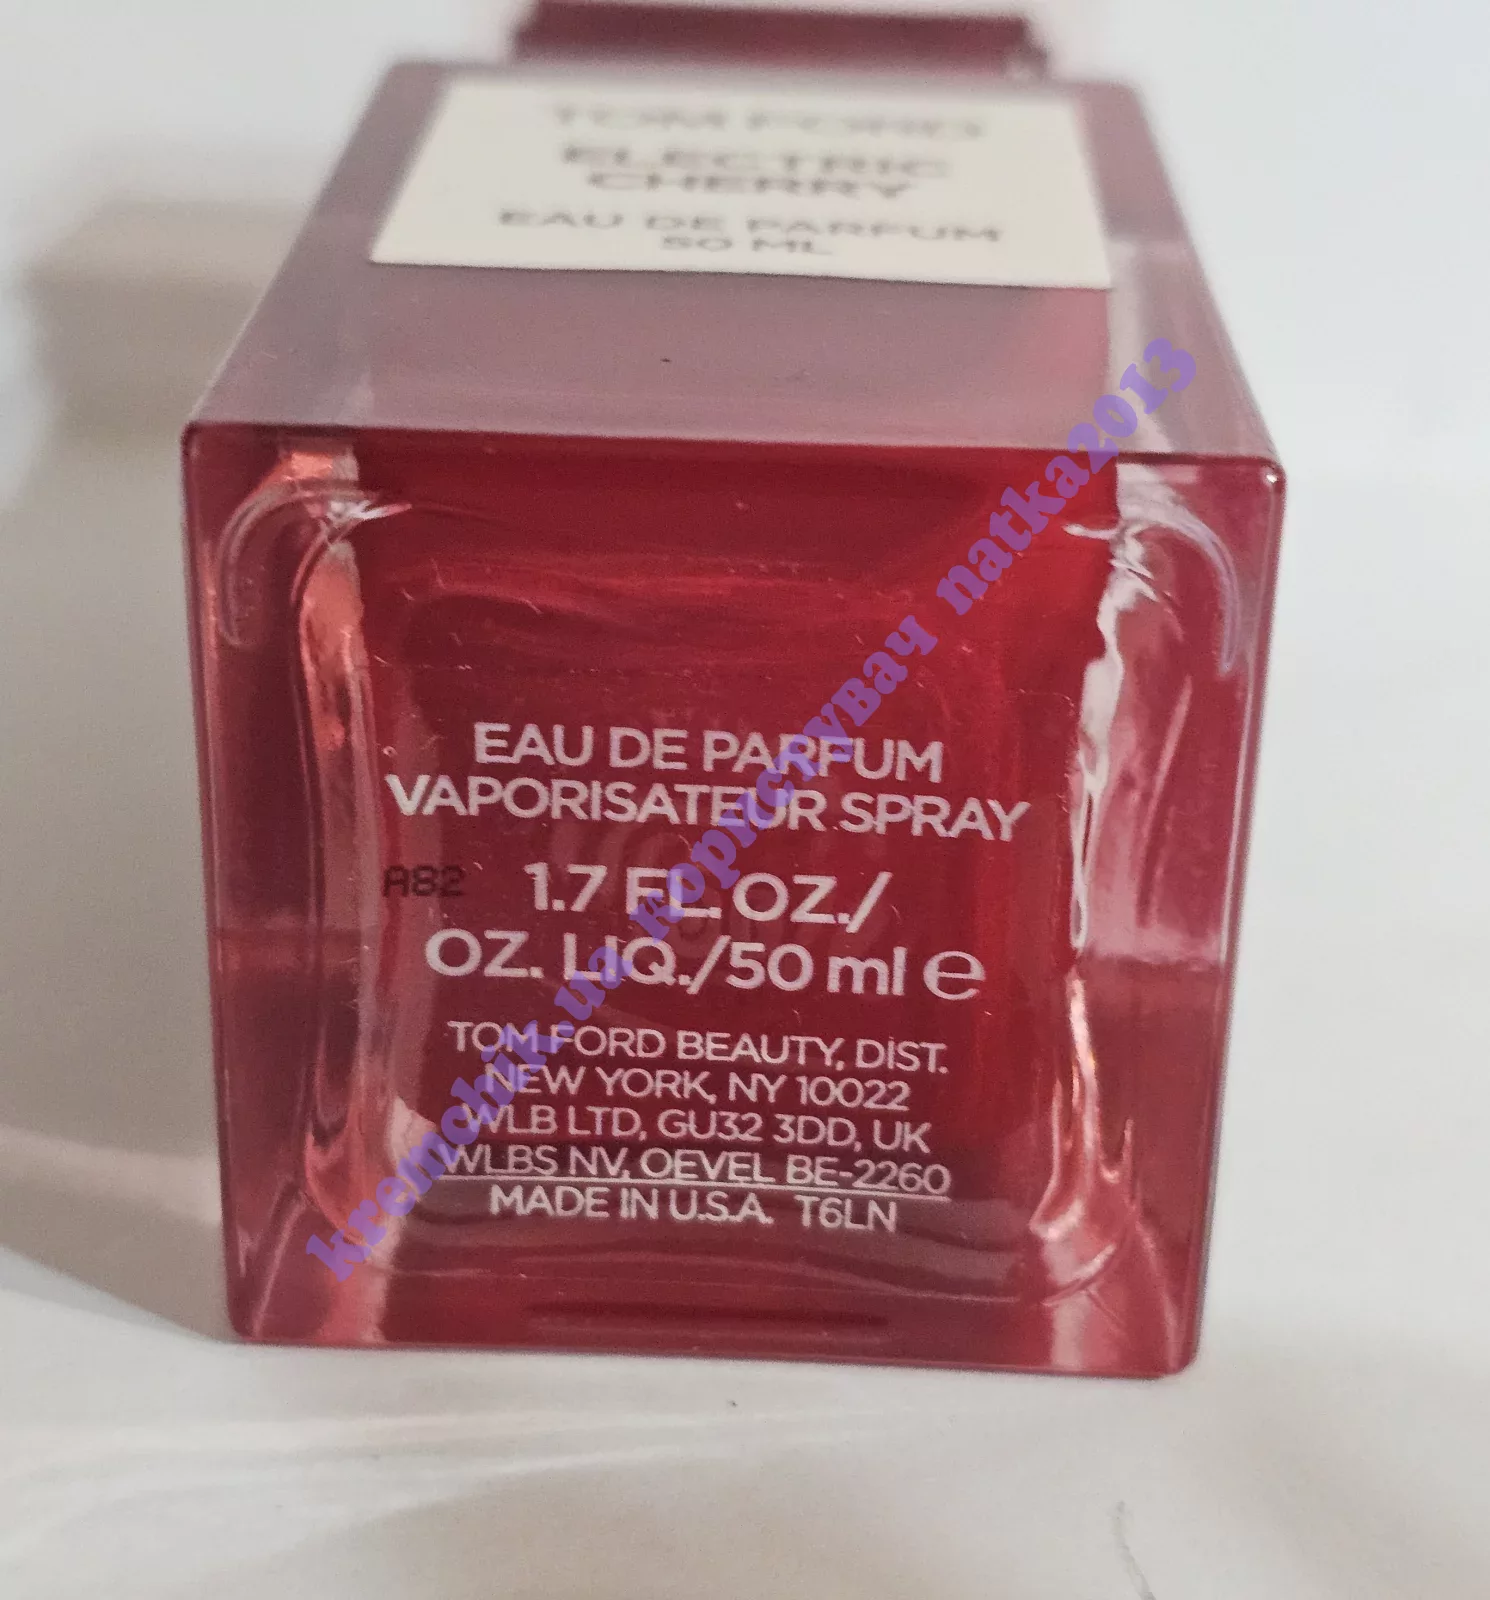 TOM FORD
ELECTRIC
CHERRY
EAU DE PARFUM
50 ML
EAU DE PARFUM
VAPORISATEUR SPRAY
A82
1.7 FL. OZ./
OZ. LIQ./50 ml ℮
TOM FORD BEAUTY, DIST.
NEW YORK, NY 10022
WLB LTD, GU32 3DD, UK
WLBS NV, OEVEL BE-2260
MADE IN U.S.A. T6LN
kremchik.ua користувач natka2013